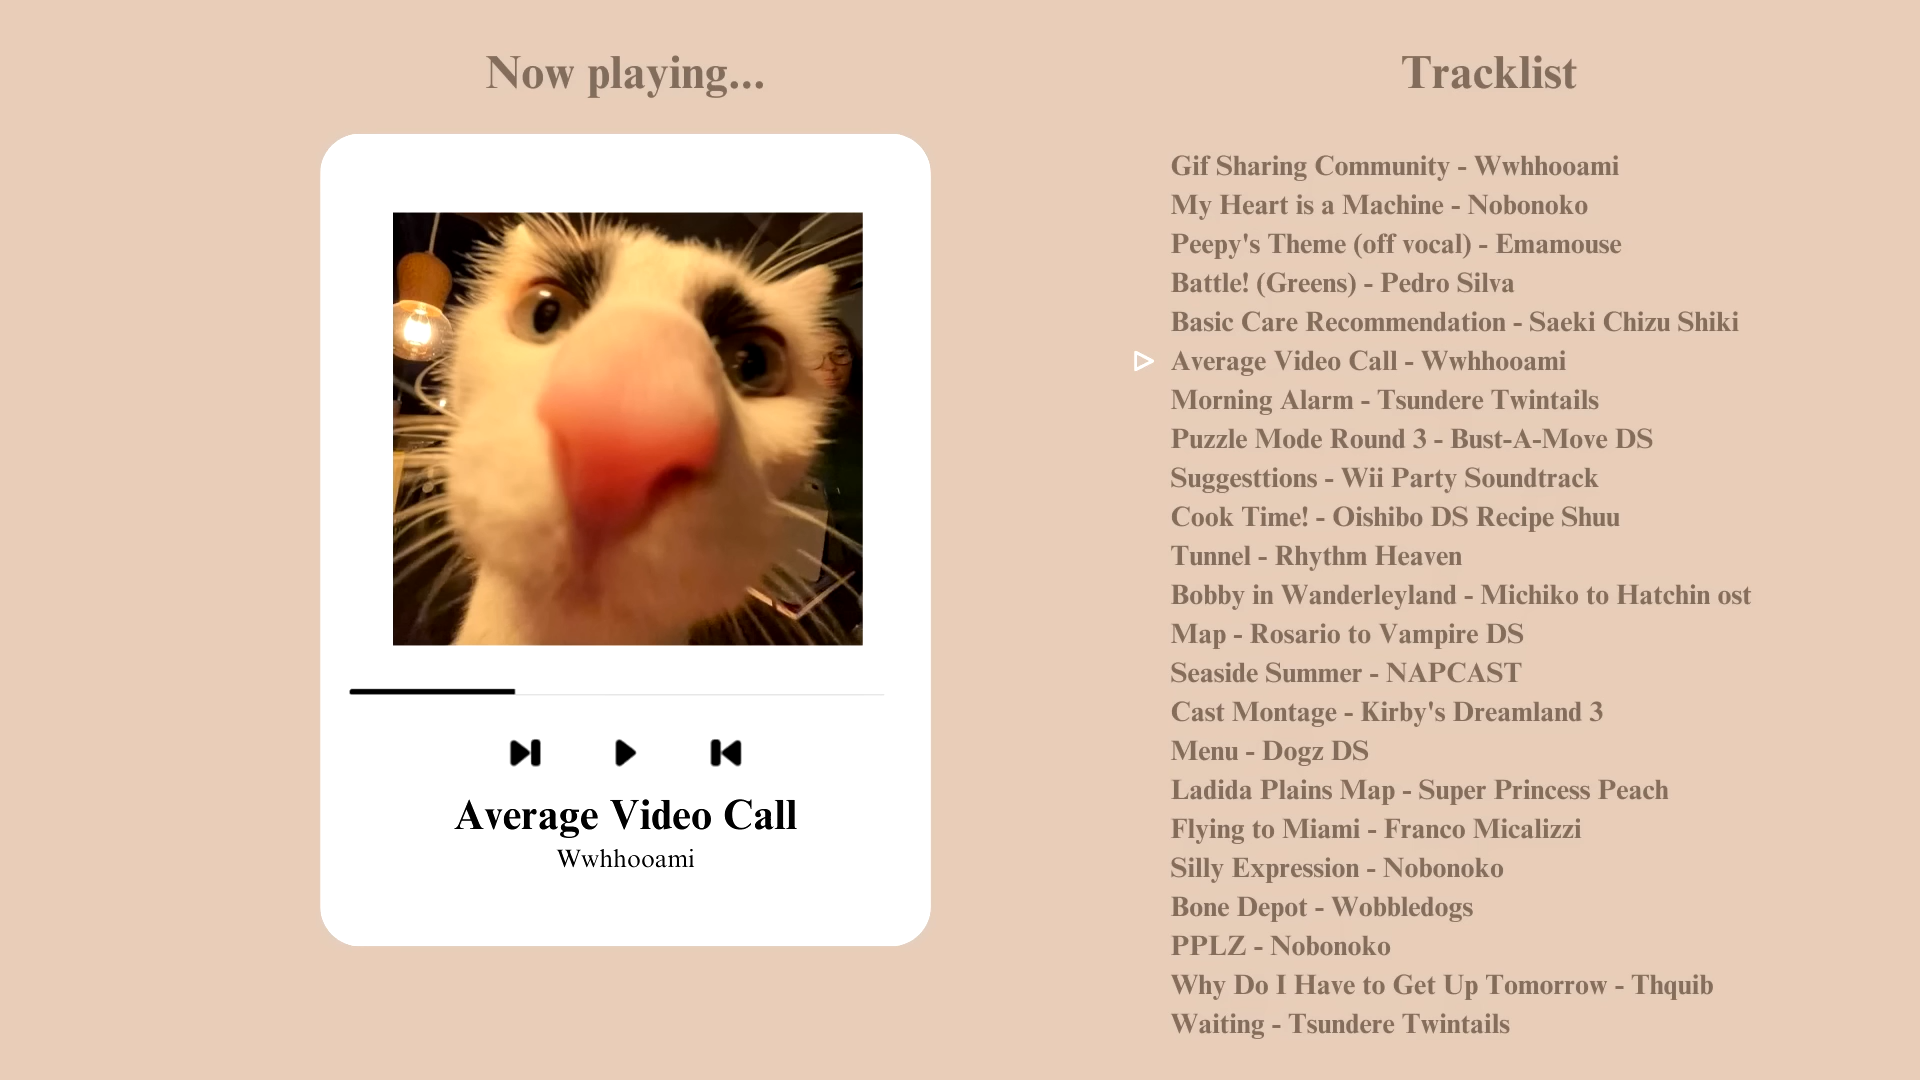 Now playing...
Average Video Call
Wwhhooami
Tracklist
Gif Sharing Community - Wwhhooami
My Heart is a Machine - Nobonoko
Peepy's Theme (off vocal) - Emamouse
Battle! (Greens) - Pedro Silva
Basic Care Recommendation - Saeki Chizu Shiki
Average Video Call - Wwhhooami
Morning Alarm - Tsundere Twintails
Puzzle Mode Round 3 - Bust-A-Move DS
Suggesttions - Wii Party Soundtrack
Cook Time! - Oishibo DS Recipe Shuu
Tunnel - Rhythm Heaven
Bobby in Wanderleyland - Michiko to Hatchin ost
Map - Rosario to Vampire DS
Seaside Summer - NAPCAST
Cast Montage - Kirby's Dreamland 3
Menu - Dogz DS
Ladida Plains Map - Super Princess Peach
Flying to Miami - Franco Micalizzi
Silly Expression - Nobonoko
Bone Depot - Wobbledogs
PPLZ - Nobonoko
Why Do I Have to Get Up Tomorrow - Thquib
Waiting - Tsundere Twintails